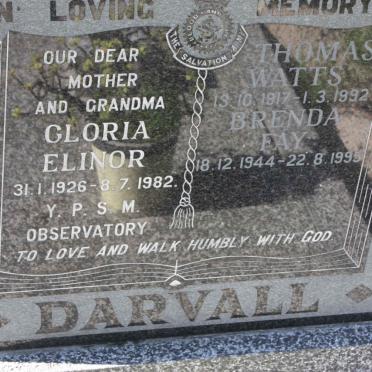 IN LOVING MEMORY
THE SALVATION ARMY
OUR DEAR
MOTHER
AND GRANDMA
GLORIA
ELINOR
31.1.1926-8.7.1982.
Y.P.S.M.
OBSERVATORY
THOMAS
WATTS
13.10.1917-1.3.1992
BRENDA
FAY
18.12.1944-22.8.1995
TO LOVE AND WALK HUMBLY WITH GOD
DARVALL